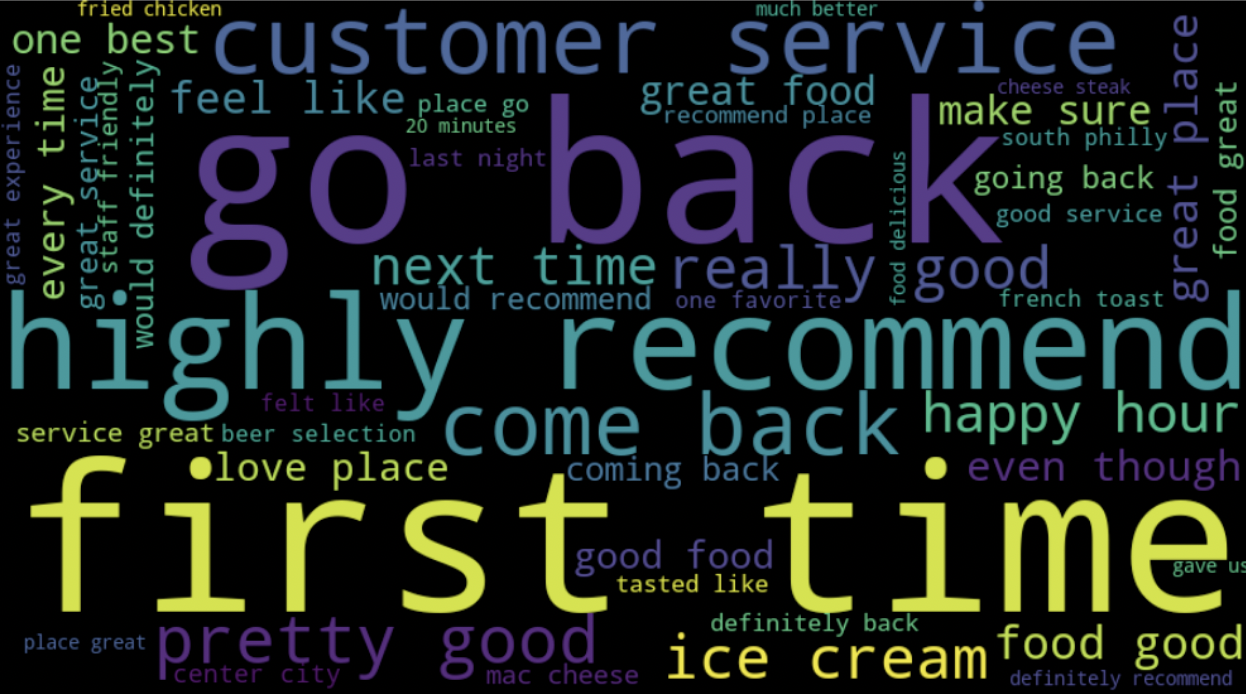 fried chicken
much better
one best
customer service
great experience
every time
great service
staff friendly
would definitely
feel like
place go
20 minutes
great food
recommend place
cheese steak
make sure
south philly
great place
food great
go back
last night
going back
good service
food delicious
next time
really good
would recommend
one favorite
french toast
highly recommend
felt like
come back
happy hour
service great
beer selection
love place
coming back
even though
first time
good food
tasted like
gave us
definitely back
place great
pretty good
center city
mac cheese
ice cream
food good
definitely recommend